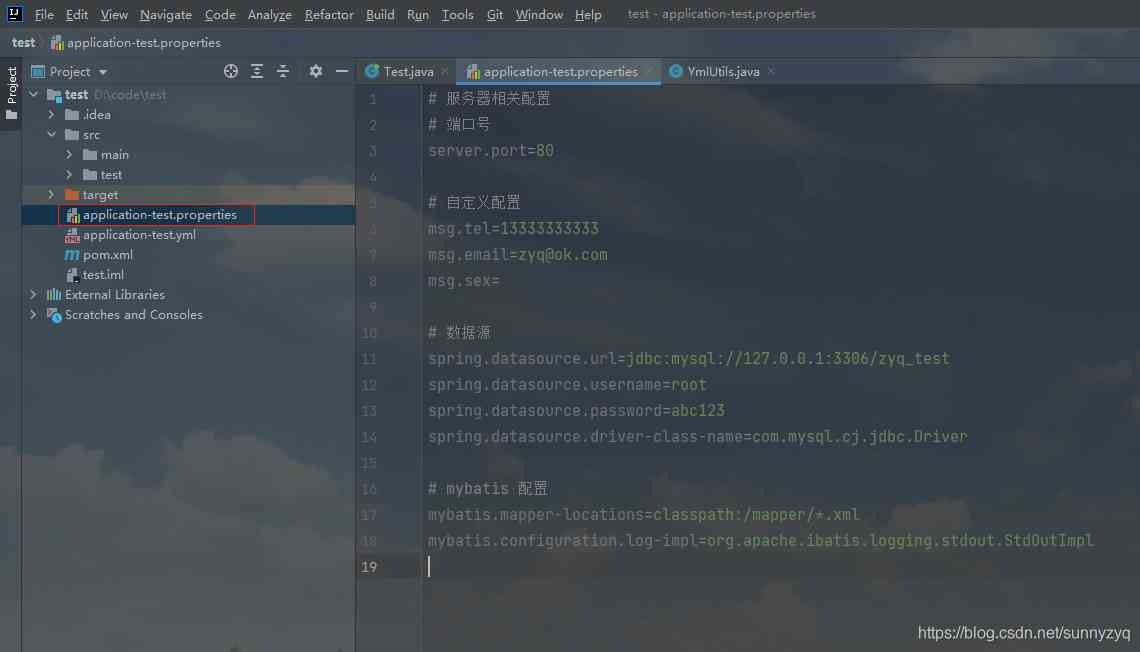 File Edit View Navigate Code Analyze Refactor Build Run Tools Git Window Help test - application-test.properties
test application-test.properties
Project
Project
test D:\code\test
.idea
src
main
test
target
application-test.properties
application-test.yml
pom.xml
test.iml
External Libraries
Scratches and Consoles
Test.java application-test.properties YmlUtils.java
1 # 服务器相关配置
2 # 端口号
3 server.port=80
4
5 # 自定义配置
6 msg.tel=13333333333
7 msg.email=zyq@ok.com
8 msg.sex=
9
10 # 数据源
11 spring.datasource.url=jdbc:mysql://127.0.0.1:3306/zyq_test
12 spring.datasource.username=root
13 spring.datasource.password=abc123
14 spring.datasource.driver-class-name=com.mysql.cj.jdbc.Driver
15
16 # mybatis 配置
17 mybatis.mapper-locations=classpath:/mapper/*.xml
18 mybatis.configuration.log-impl=org.apache.ibatis.logging.stdout.StdOutImpl
19
https://blog.csdn.net/sunnyzyq